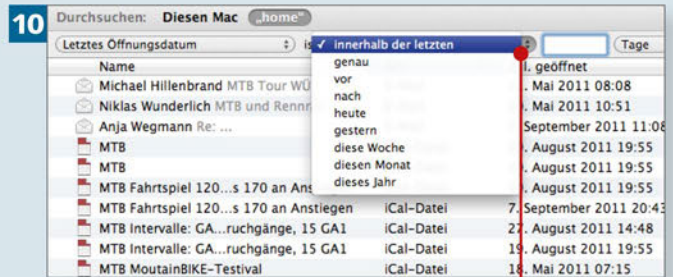 10
Durchsuchen: Diesen Mac „home"
Letztes Öffnungsdatum is ✓ innerhalb der letzten Tage
Name genau l. geöffnet
Michael Hillenbrand MTB Tour WÜ vor . Mai 2011 08:08
Niklas Wunderlich MTB und Rennr nach . Mai 2011 10:51
Anja Wegmann Re: ... heute September 2011 11:08
MTB gestern . August 2011 19:55
MTB diese Woche . August 2011 19:55
MTB Fahrtspiel 120...s 170 an Ans diesen Monat . August 2011 19:55
dieses Jahr
MTB Fahrtspiel 120...s 170 an Anstiegen iCal-Datei 7. September 2011 20:43
MTB Intervalle: GA...ruchgänge, 15 GA1 iCal-Datei 27. August 2011 14:48
MTB Intervalle: GA...ruchgänge, 15 GA1 iCal-Datei 19. August 2011 19:55
MTB MoutainBIKE-Testival iCal-Datei 18. Mai 2011 07:15